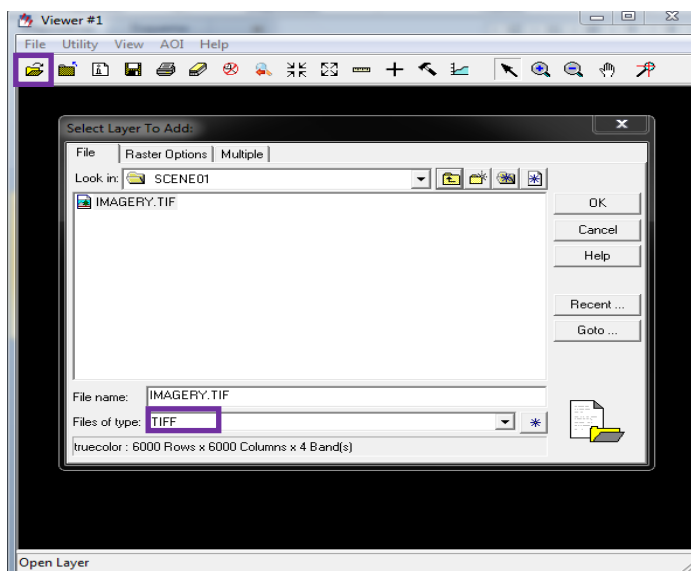 Viewer #1
File Utility View AOI Help
Select Layer To Add:
File Raster Options Multiple
Look in: SCENE01
IMAGERY.TIF
OK
Cancel
Help
Recent ...
Goto ...
File name: IMAGERY.TIF
Files of type: TIFF
truecolor : 6000 Rows x 6000 Columns x 4 Band(s)
Open Layer